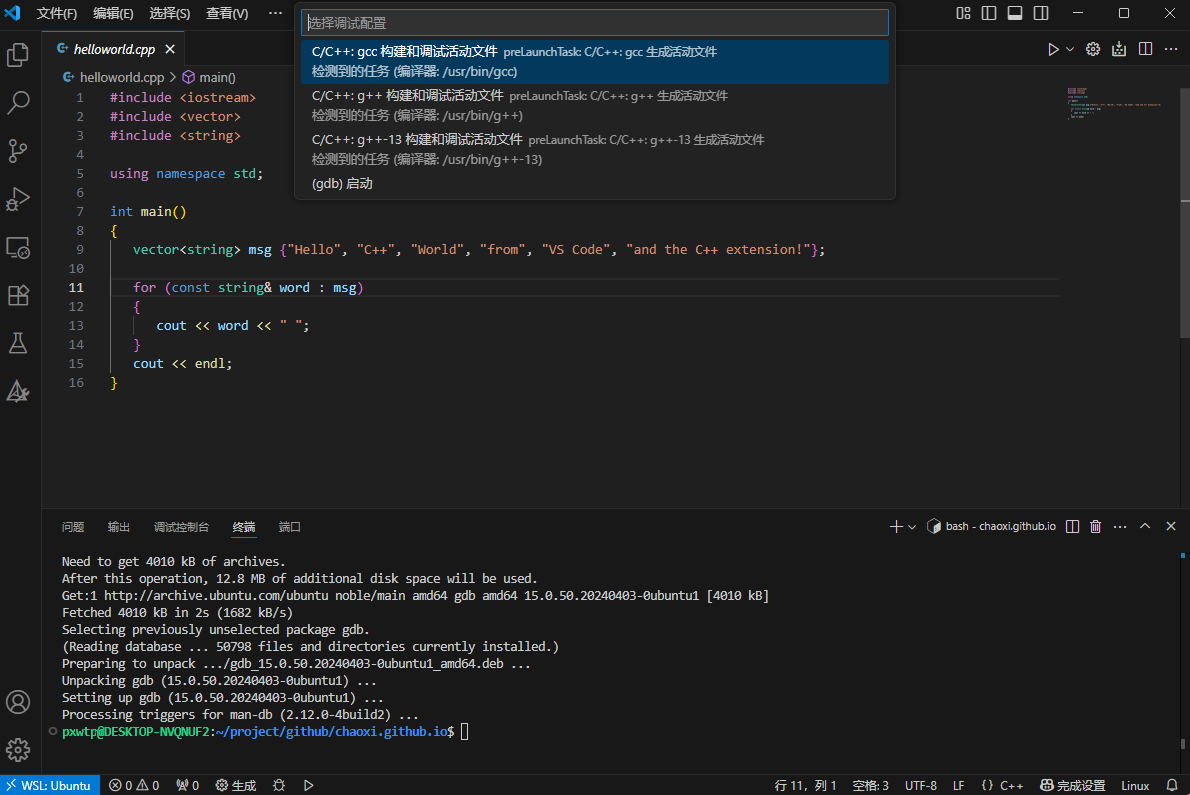 文件(F) 编辑(E) 选择(S) 查看(V) ···
选择调试配置
C/C++: gcc 构建和调试活动文件 preLaunchTask: C/C++: gcc 生成活动文件
检测到的任务 (编译器: /usr/bin/gcc)
C/C++: g++ 构建和调试活动文件 preLaunchTask: C/C++: g++ 生成活动文件
检测到的任务 (编译器: /usr/bin/g++)
C/C++: g++-13 构建和调试活动文件 preLaunchTask: C/C++: g++-13 生成活动文件
检测到的任务 (编译器: /usr/bin/g++-13)
(gdb) 启动
helloworld.cpp
helloworld.cpp > main()
1 #include <iostream>
2 #include <vector>
3 #include <string>
4
5 using namespace std;
6
7 int main()
8 {
9 vector<string> msg {"Hello", "C++", "World", "from", "VS Code", "and the C++ extension!"};
10
11 for (const string& word : msg)
12 {
13 cout << word << " ";
14 }
15 cout << endl;
16 }
问题 输出 调试控制台 终端 端口
bash - chaoxi.github.io
Need to get 4010 kB of archives.
After this operation, 12.8 MB of additional disk space will be used.
Get:1 http://archive.ubuntu.com/ubuntu noble/main amd64 gdb amd64 15.0.50.20240403-0ubuntu1 [4010 kB]
Fetched 4010 kB in 2s (1682 kB/s)
Selecting previously unselected package gdb.
(Reading database ... 50798 files and directories currently installed.)
Preparing to unpack .../gdb_15.0.50.20240403-0ubuntu1_amd64.deb ...
Unpacking gdb (15.0.50.20240403-0ubuntu1) ...
Setting up gdb (15.0.50.20240403-0ubuntu1) ...
Processing triggers for man-db (2.12.0-4build2) ...
pxwtp@DESKTOP-NVQNUF2:~/project/github/chaoxi.github.io$
WSL: Ubuntu 0 0 0 生成 行 11，列 1 空格: 3 UTF-8 LF {} C++ 完成设置 Linux